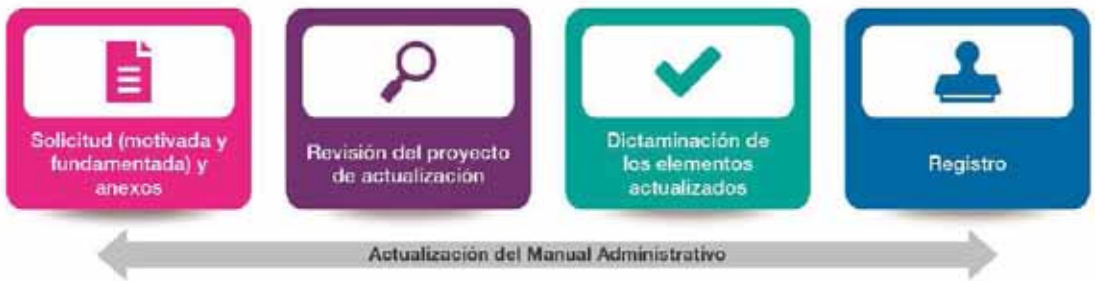 Solicitud (motivada y
fundamentada) y
anexos
Revisión del proyecto
de actualización
Dictaminación de
los elementos
actualizados
Registro
Actualización del Manual Administrativo